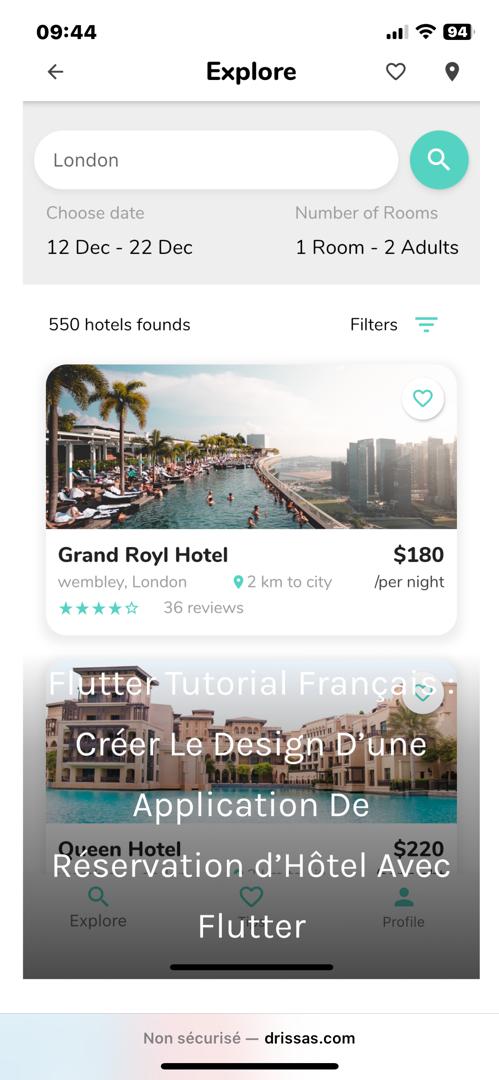 09:44
94
Explore
London
Choose date
Number of Rooms
12 Dec - 22 Dec
1 Room - 2 Adults
550 hotels founds
Filters
Grand Royl Hotel
$180
wembley, London
2 km to city
/per night
36 reviews
Flutter Tutorial Français :
Créer Le Design D'une
Application De
Queen Hotel
$220
Réservation d'Hôtel Avec
Explore
Profile
Flutter
Non sécurisé — drissas.com